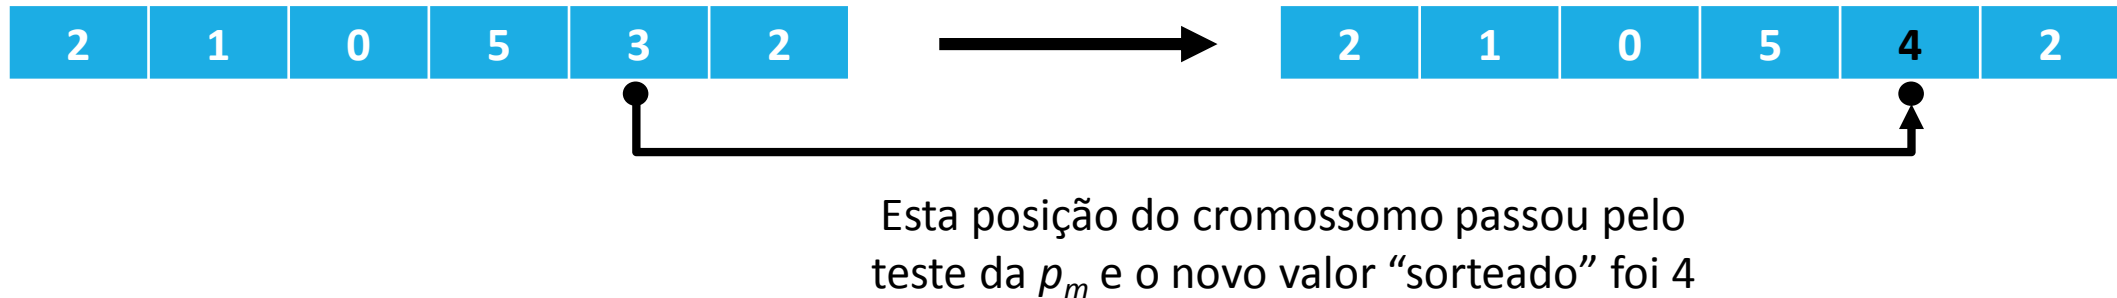 2 1 0 5 3 2 2 1 0 5 4 2
Esta posição do cromossomo passou pelo
teste da pm e o novo valor “sorteado” foi 4